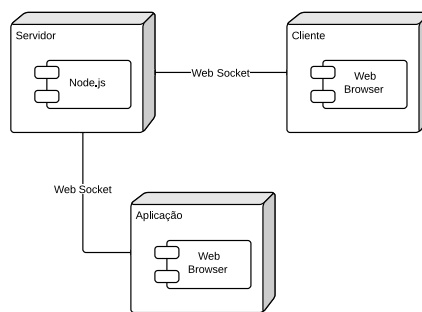 Servidor
Node.js
Web Socket
Cliente
Web
Browser
Web Socket
Aplicação
Web
Browser